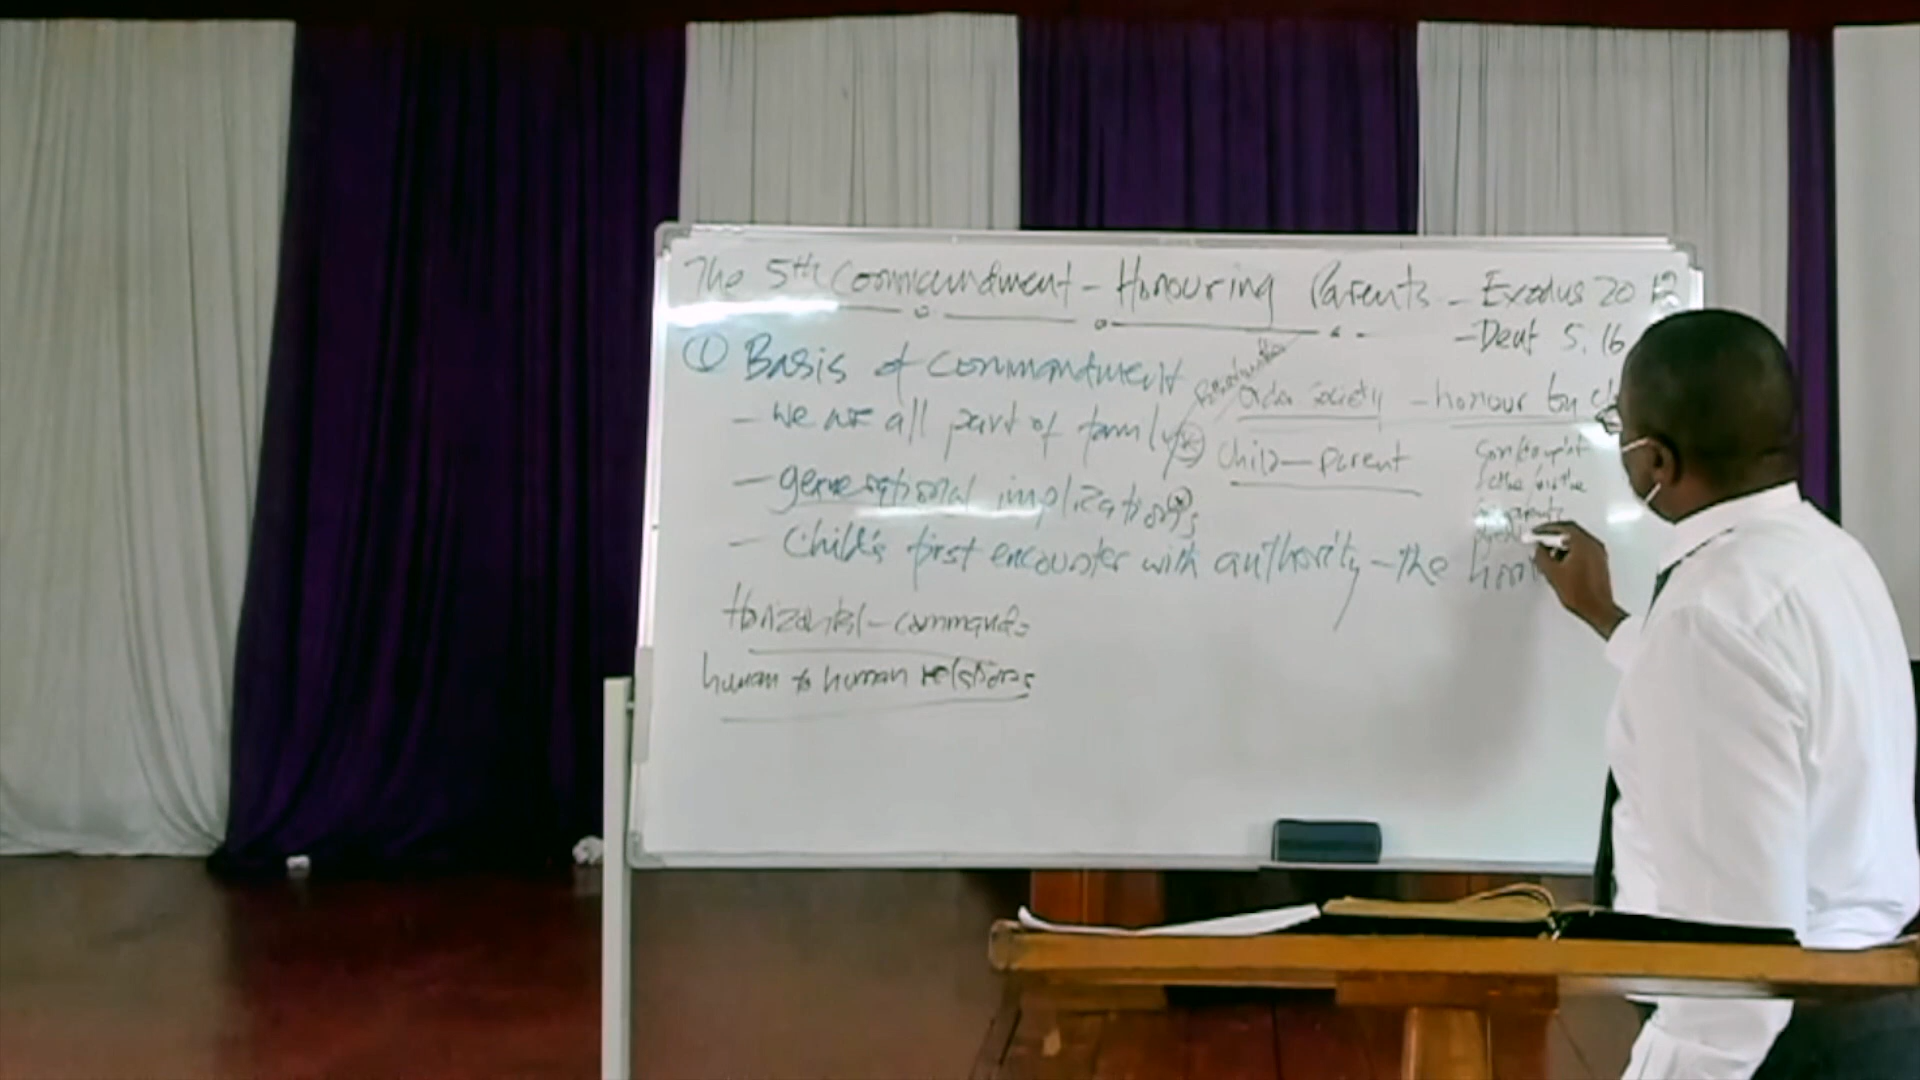 The 5th Commandment - Honouring Parents - Exodus 20 12
- Deut 5.16
① Basis of Commandment
order society - honour
- we are all part of family
Child - parent
- generational implications
- Child's first encounter with authority - the
Horizontal - commands
human to human relations